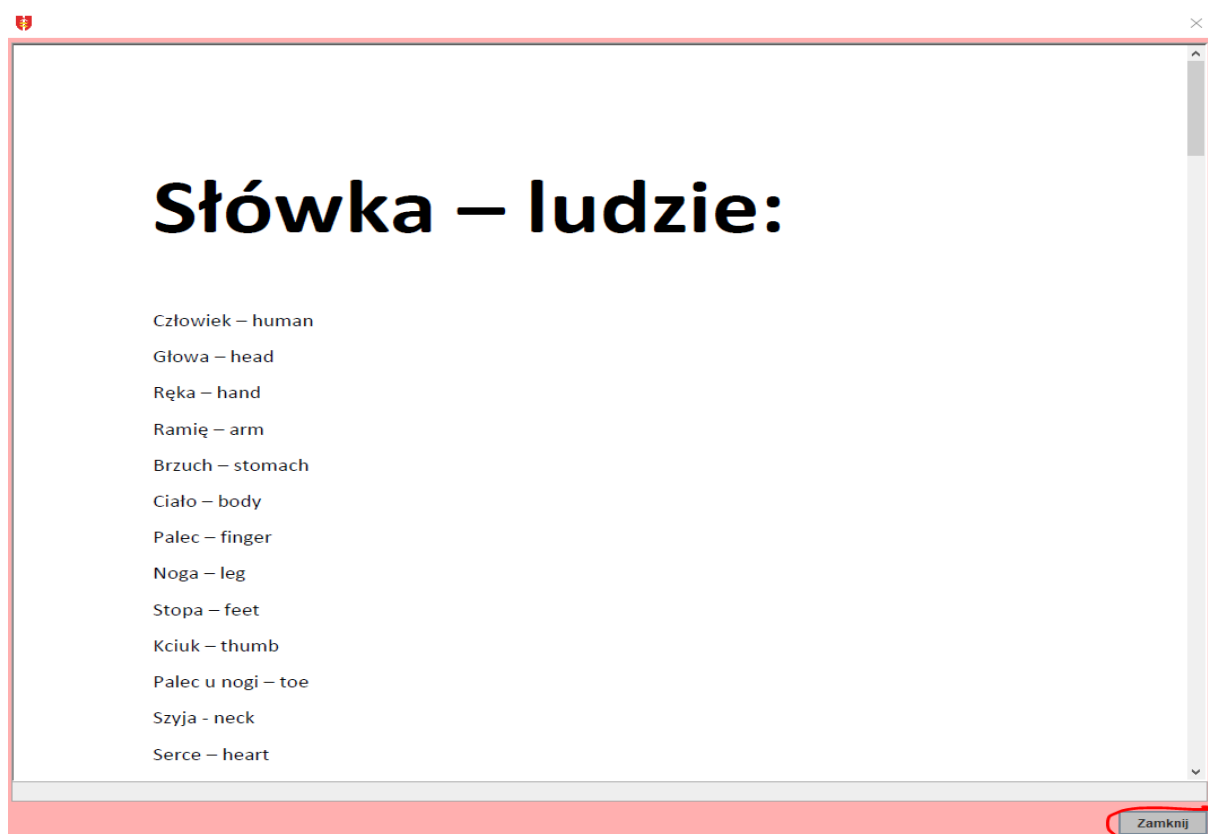 Słówka – ludzie:
Człowiek – human
Głowa – head
Ręka – hand
Ramię – arm
Brzuch – stomach
Ciało – body
Palec – finger
Noga – leg
Stopa – feet
Kciuk – thumb
Palec u nogi – toe
Szyja - neck
Serce – heart
Zamknij